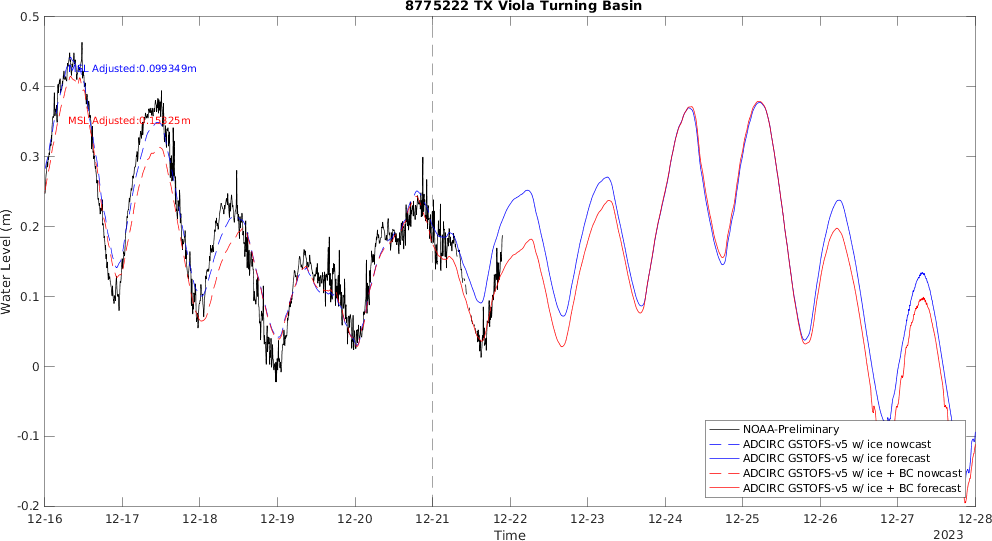 8775222 TX Viola Turning Basin
Water Level (m)
0.5
0.4
0.3
0.2
0.1
0
-0.1
-0.2
L Adjusted:0.099349m
MSL Adjusted:0.15325m
NOAA-Preliminary
ADCIRC GSTOFS-v5 w/ ice nowcast
ADCIRC GSTOFS-v5 w/ ice forecast
ADCIRC GSTOFS-v5 w/ ice + BC nowcast
ADCIRC GSTOFS-v5 w/ ice + BC forecast
12-16 12-17 12-18 12-19 12-20 12-21 12-22 12-23 12-24 12-25 12-26 12-27 12-28
Time
2023